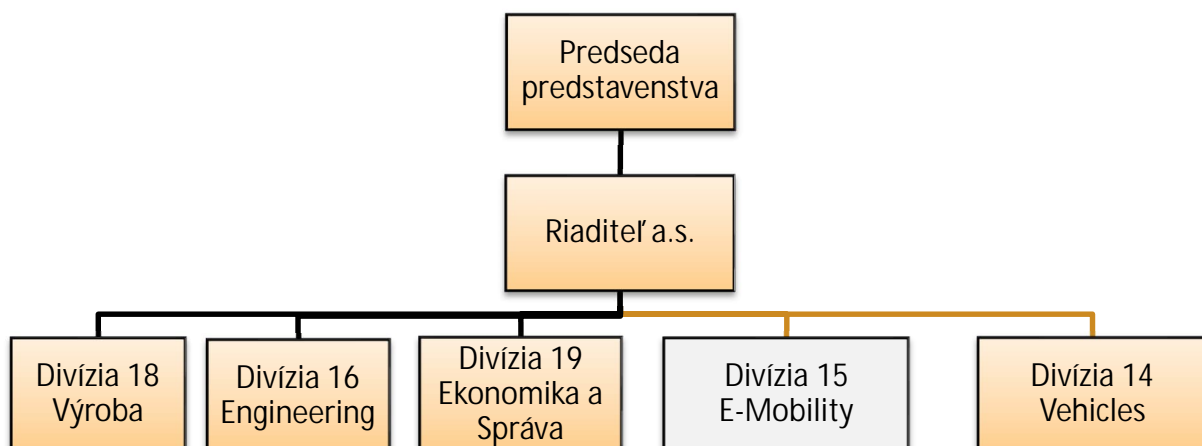 Predseda
predstavenstva
Riaditeľ a.s.
Divízia 18
Výroba
Divízia 16
Engineering
Divízia 19
Ekonomika a
Správa
Divízia 15
E-Mobility
Divízia 14
Vehicles